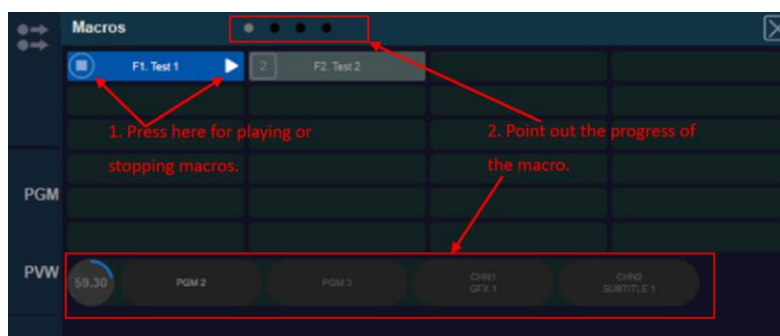 Macros
F1. Test 1
2 F2. Test 2
1. Press here for playing or
stopping macros.
2. Point out the progress of
the macro.
PGM
PVW
59.30 PGM 2 PGM 3 CHN1 CHN2
GFX 1 SUBTITLE 1